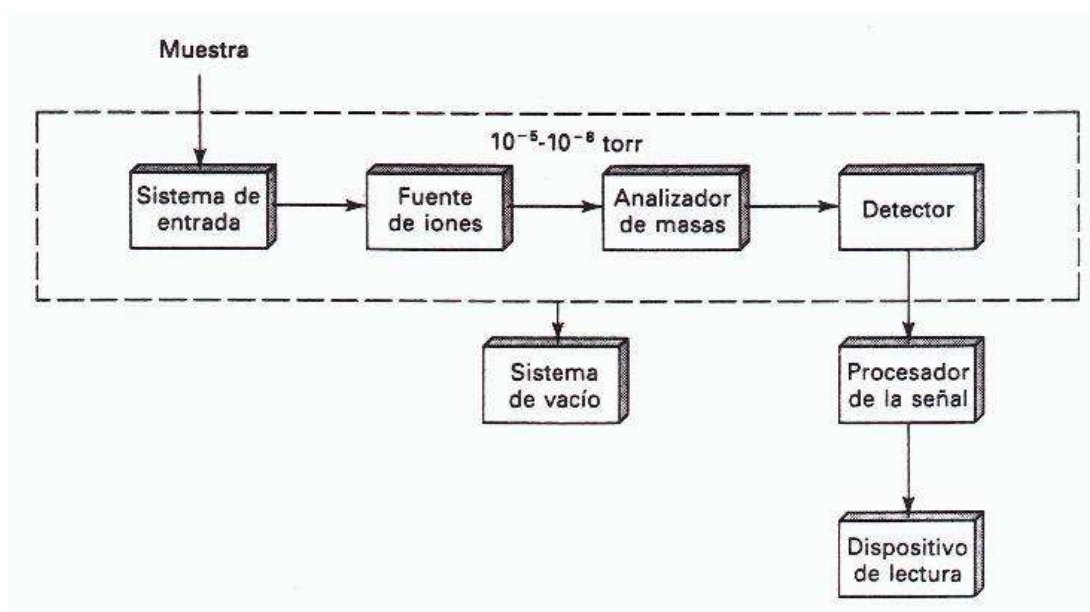 Muestra
10⁻⁵-10⁻⁸ torr
Sistema de
entrada
Fuente
de iones
Analizador
de masas
Detector
Sistema
de vacío
Procesador
de la señal
Dispositivo
de lectura